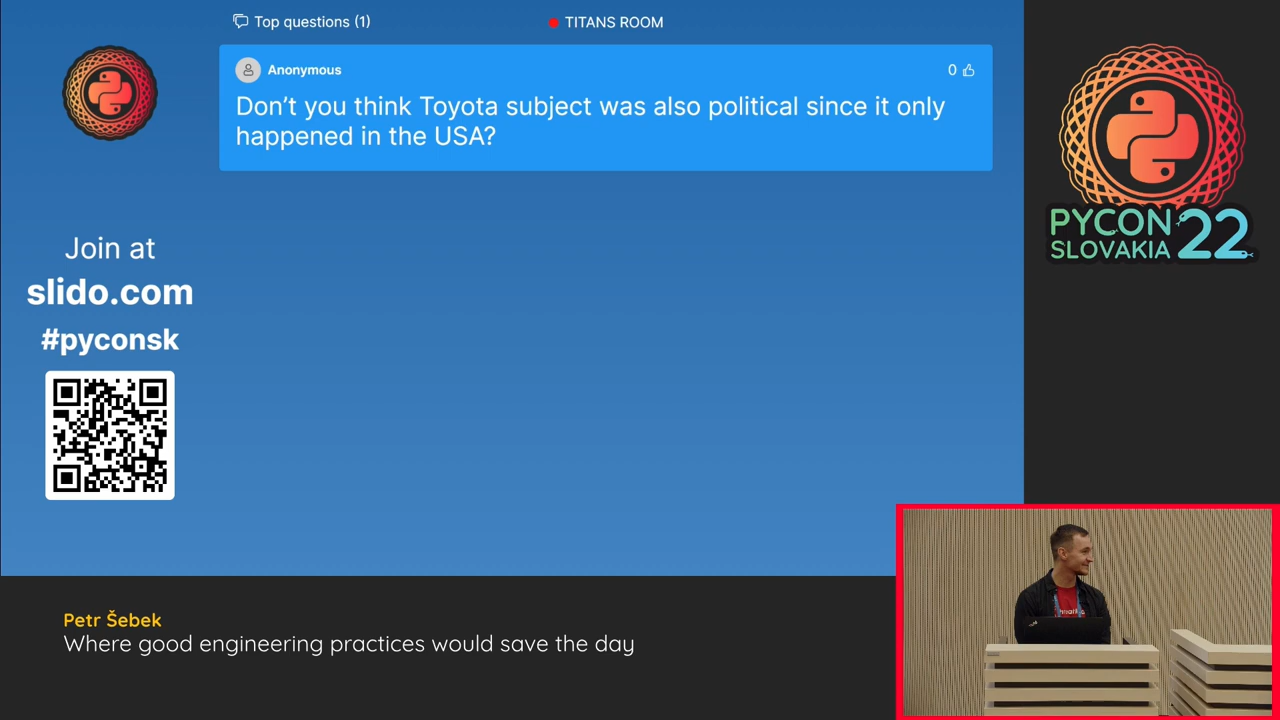 Top questions (1)
TITANS ROOM
Anonymous
0
Don't you think Toyota subject was also political since it only
happened in the USA?
Join at
slido.com
#pyconsk
PYCON
SLOVAKIA
22
Petr Šebek
Where good engineering practices would save the day